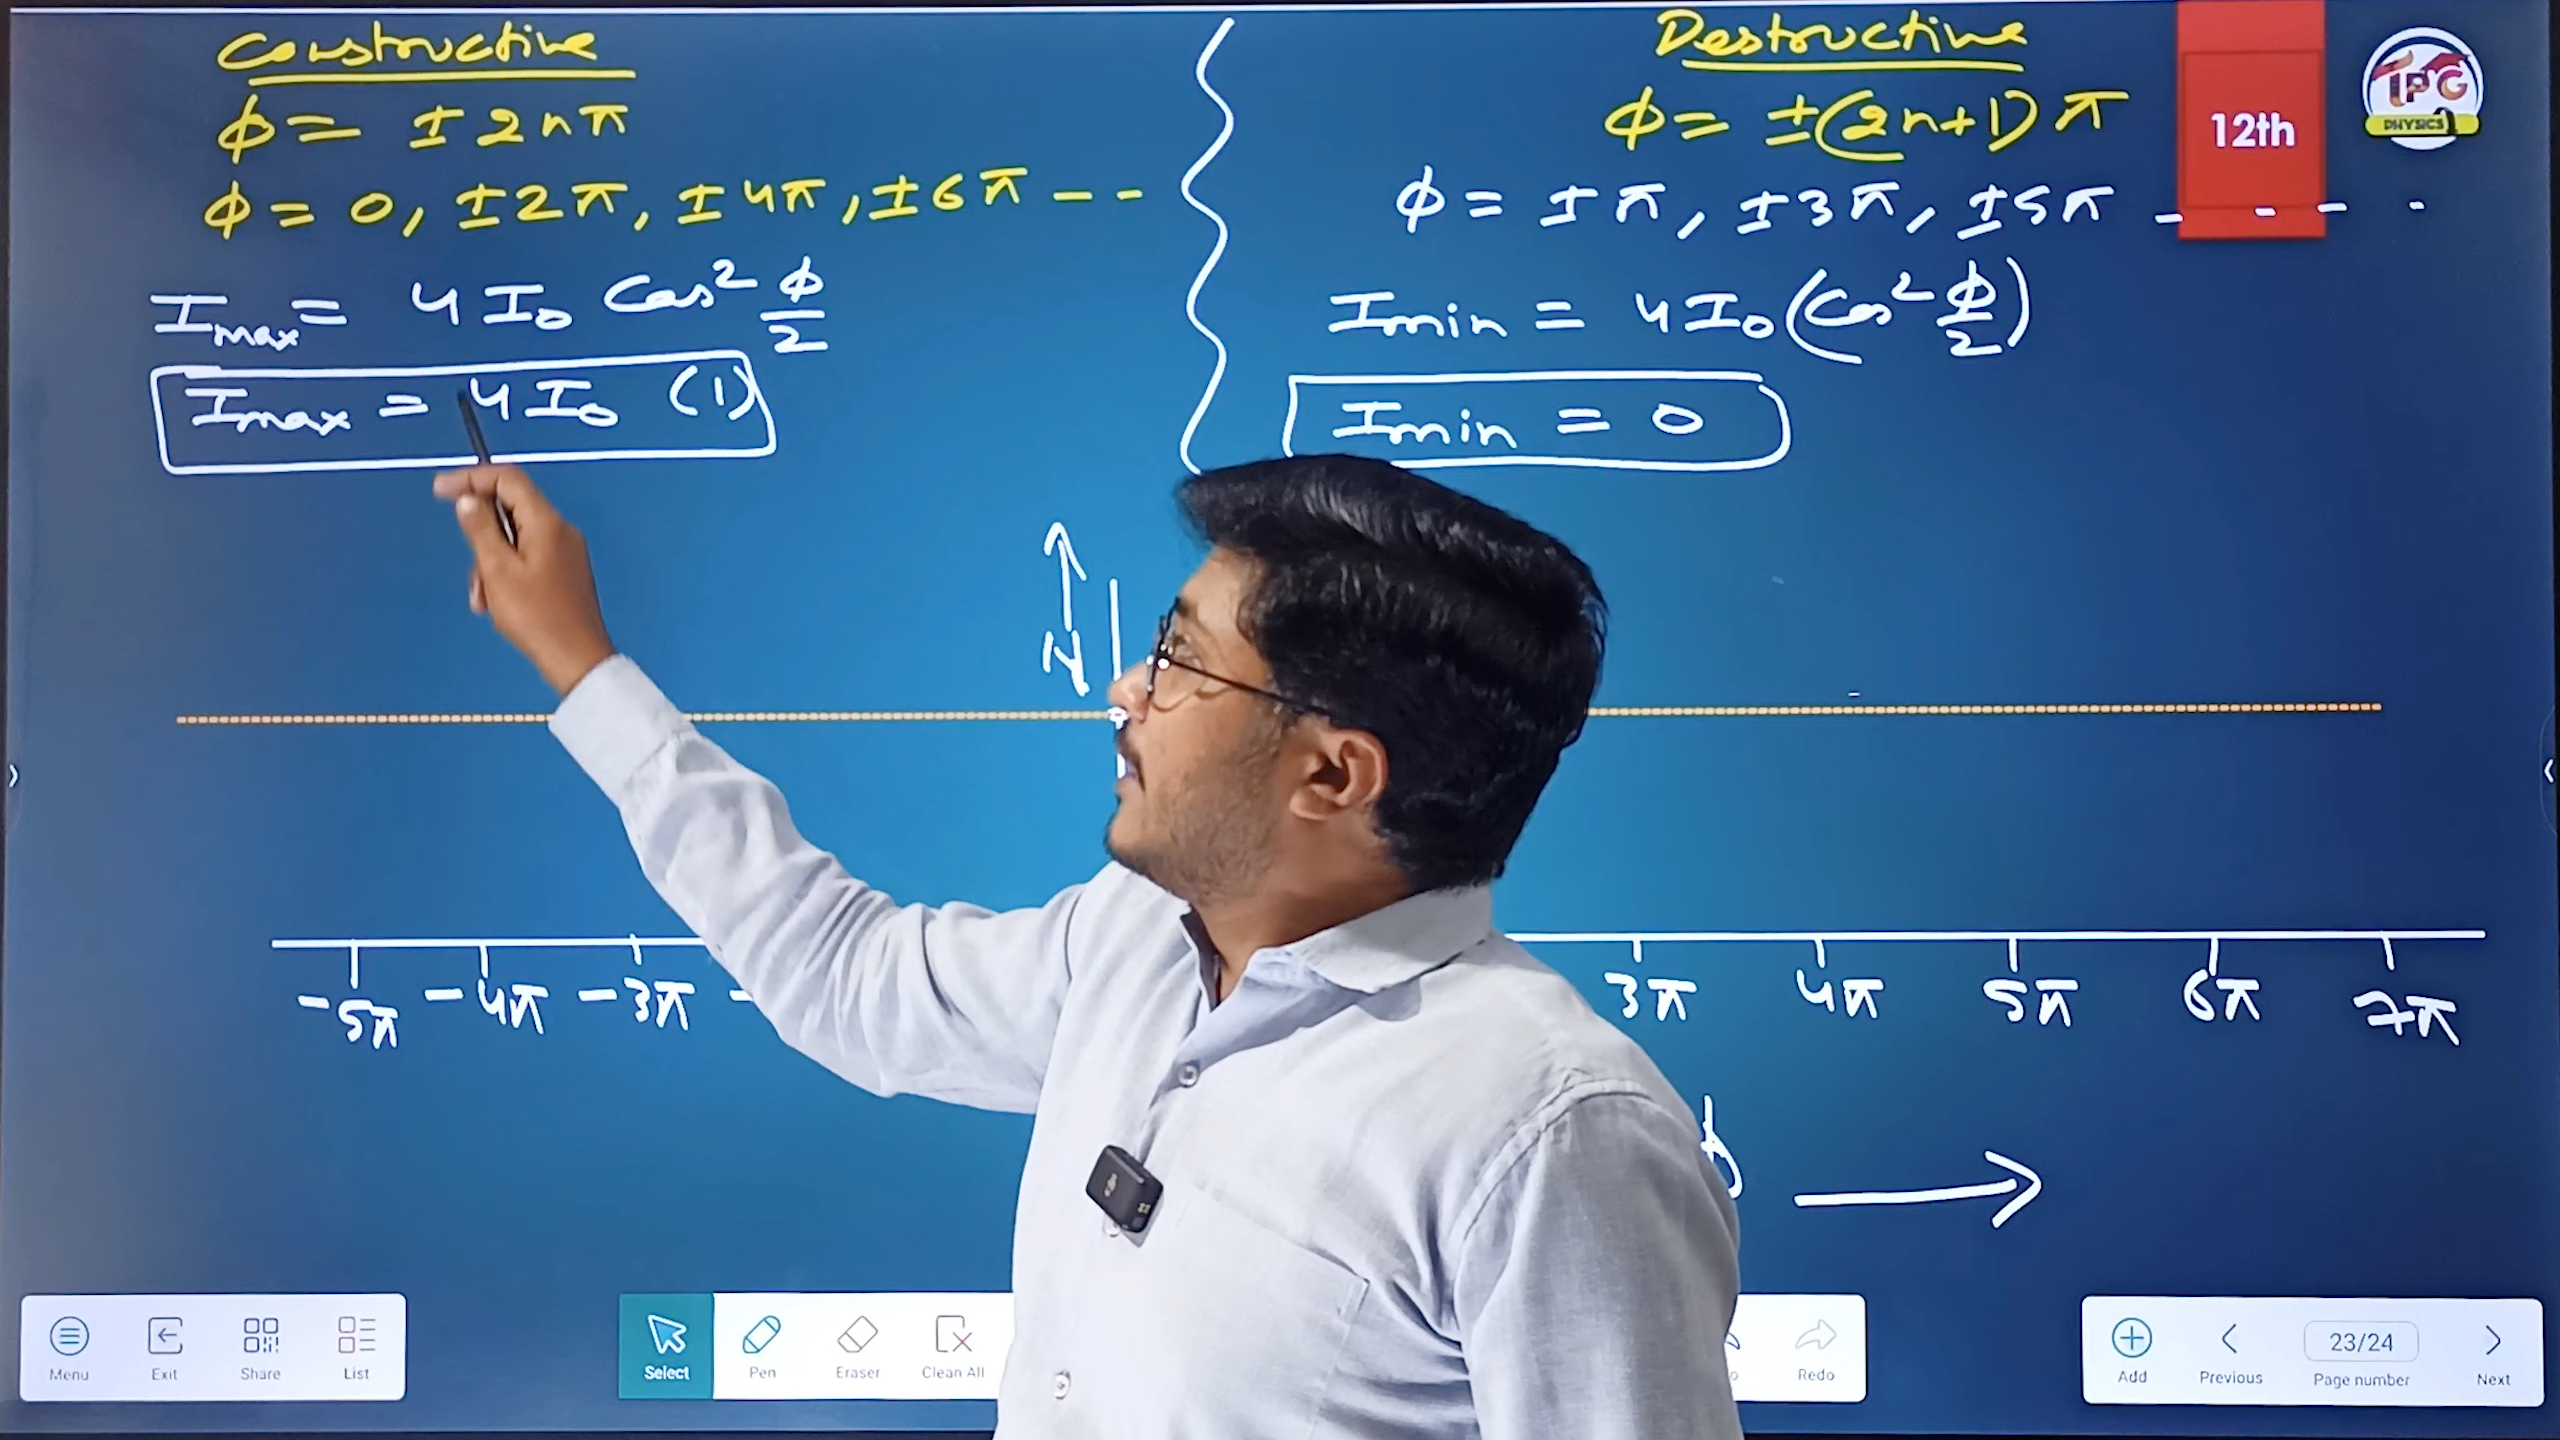 Constructive
ϕ = ± 2nπ
ϕ = 0, ±2π, ±4π, ±6π - -
Imax = 4I₀ Cos² ϕ/2
Imax = 4I₀ (1)
Destructive
ϕ = ±(2n+1)π
ϕ = ±π, ±3π, ±5π - - - -
Imin = 4I₀(Cos² ϕ/2)
Imin = 0
12th
IPG
PHYSICS
-5π -4π -3π - 3π 4π 5π 6π 7π
Menu Exit Share List
Select Pen Eraser Clean All Redo
Add Previous 23/24 Page number Next